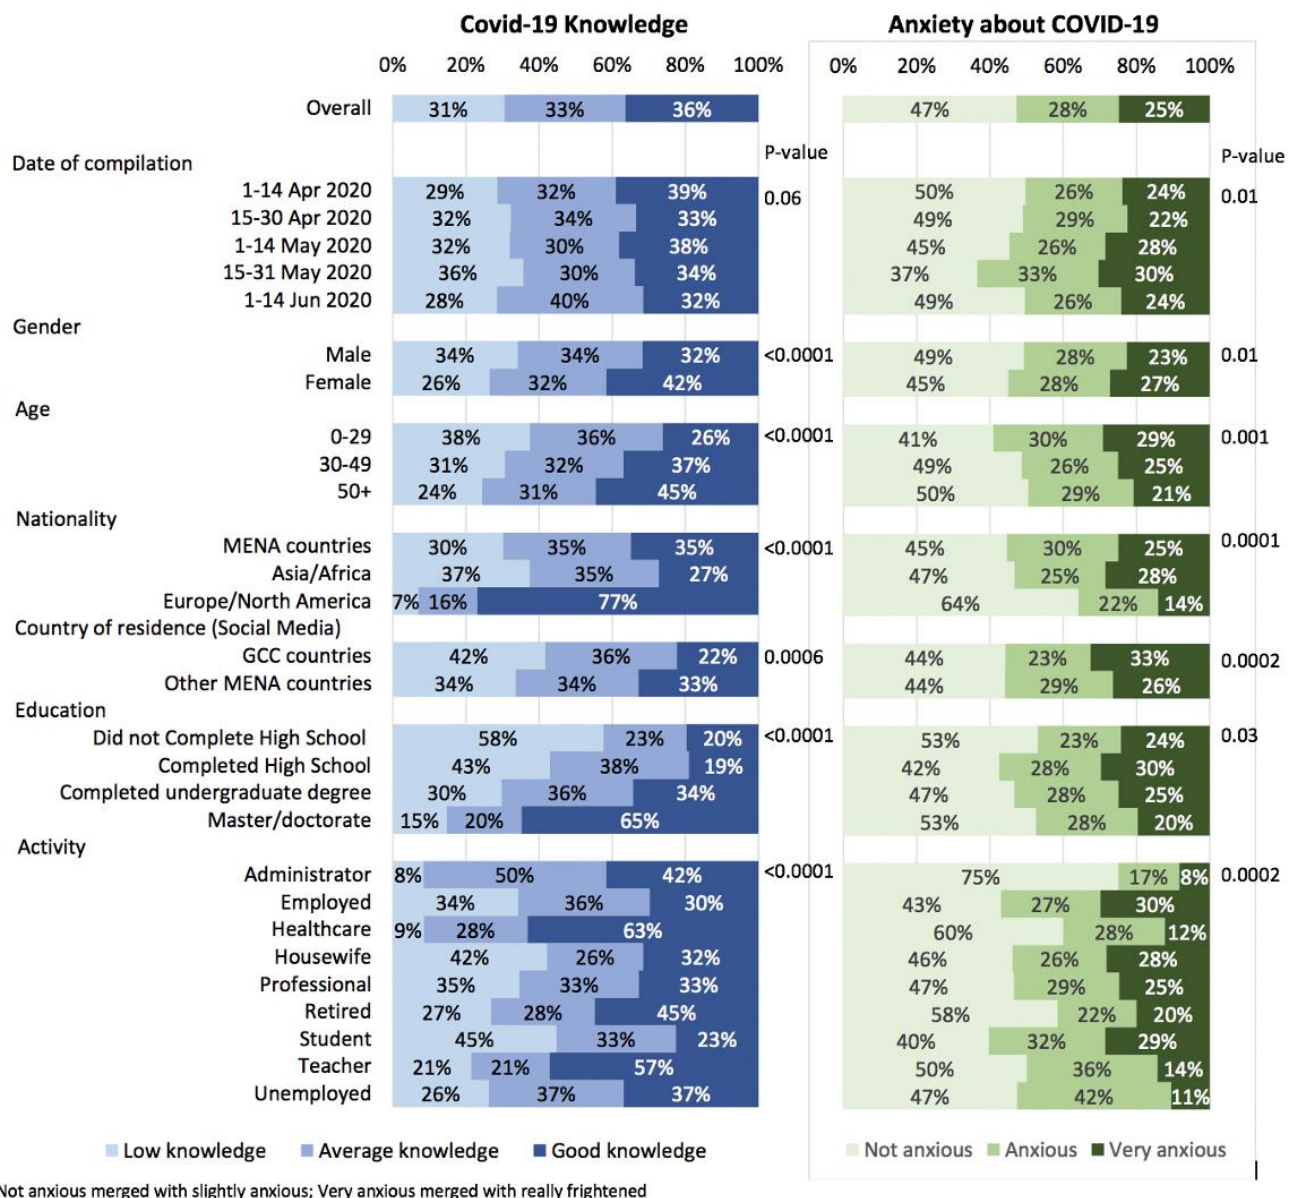 Covid-19 Knowledge Anxiety about COVID-19
0% 20% 40% 60% 80% 100% 0% 20% 40% 60% 80% 100%
Overall 31% 33% 36% 47% 28% 25%
P-value P-value
Date of compilation
1-14 Apr 2020 29% 32% 39% 0.06 50% 26% 24% 0.01
15-30 Apr 2020 32% 34% 33% 49% 29% 22%
1-14 May 2020 32% 30% 38% 45% 26% 28%
15-31 May 2020 36% 30% 34% 37% 33% 30%
1-14 Jun 2020 28% 40% 32% 49% 26% 24%
Gender
Male 34% 34% 32% <0.0001 49% 28% 23% 0.01
Female 26% 32% 42% 45% 28% 27%
Age
0-29 38% 36% 26% <0.0001 41% 30% 29% 0.001
30-49 31% 32% 37% 49% 26% 25%
50+ 24% 31% 45% 50% 29% 21%
Nationality
MENA countries 30% 35% 35% <0.0001 45% 30% 25% 0.0001
Asia/Africa 37% 35% 27% 47% 25% 28%
Europe/North America 7% 16% 77% 64% 22% 14%
Country of residence (Social Media)
GCC countries 42% 36% 22% 0.0006 44% 23% 33% 0.0002
Other MENA countries 34% 34% 33% 44% 29% 26%
Education
Did not Complete High School 58% 23% 20% <0.0001 53% 23% 24% 0.03
Completed High School 43% 38% 19% 42% 28% 30%
Completed undergraduate degree 30% 36% 34% 47% 28% 25%
Master/doctorate 15% 20% 65% 53% 28% 20%
Activity
Administrator 8% 50% 42% <0.0001 75% 17% 8% 0.0002
Employed 34% 36% 30% 43% 27% 30%
Healthcare 9% 28% 63% 60% 28% 12%
Housewife 42% 26% 32% 46% 26% 28%
Professional 35% 33% 33% 47% 29% 25%
Retired 27% 28% 45% 58% 22% 20%
Student 45% 33% 23% 40% 32% 29%
Teacher 21% 21% 57% 50% 36% 14%
Unemployed 26% 37% 37% 47% 42% 11%
Low knowledge Average knowledge Good knowledge Not anxious Anxious Very anxious
Not anxious merged with slightly anxious; Very anxious merged with really frightened